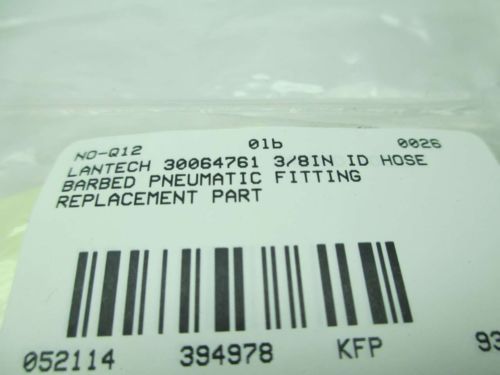 NO-Q12 01b 0026
LANTECH 30064761 3/8IN ID HOSE
BARBED PNEUMATIC FITTING
REPLACEMENT PART
052114 394978 KFP 93